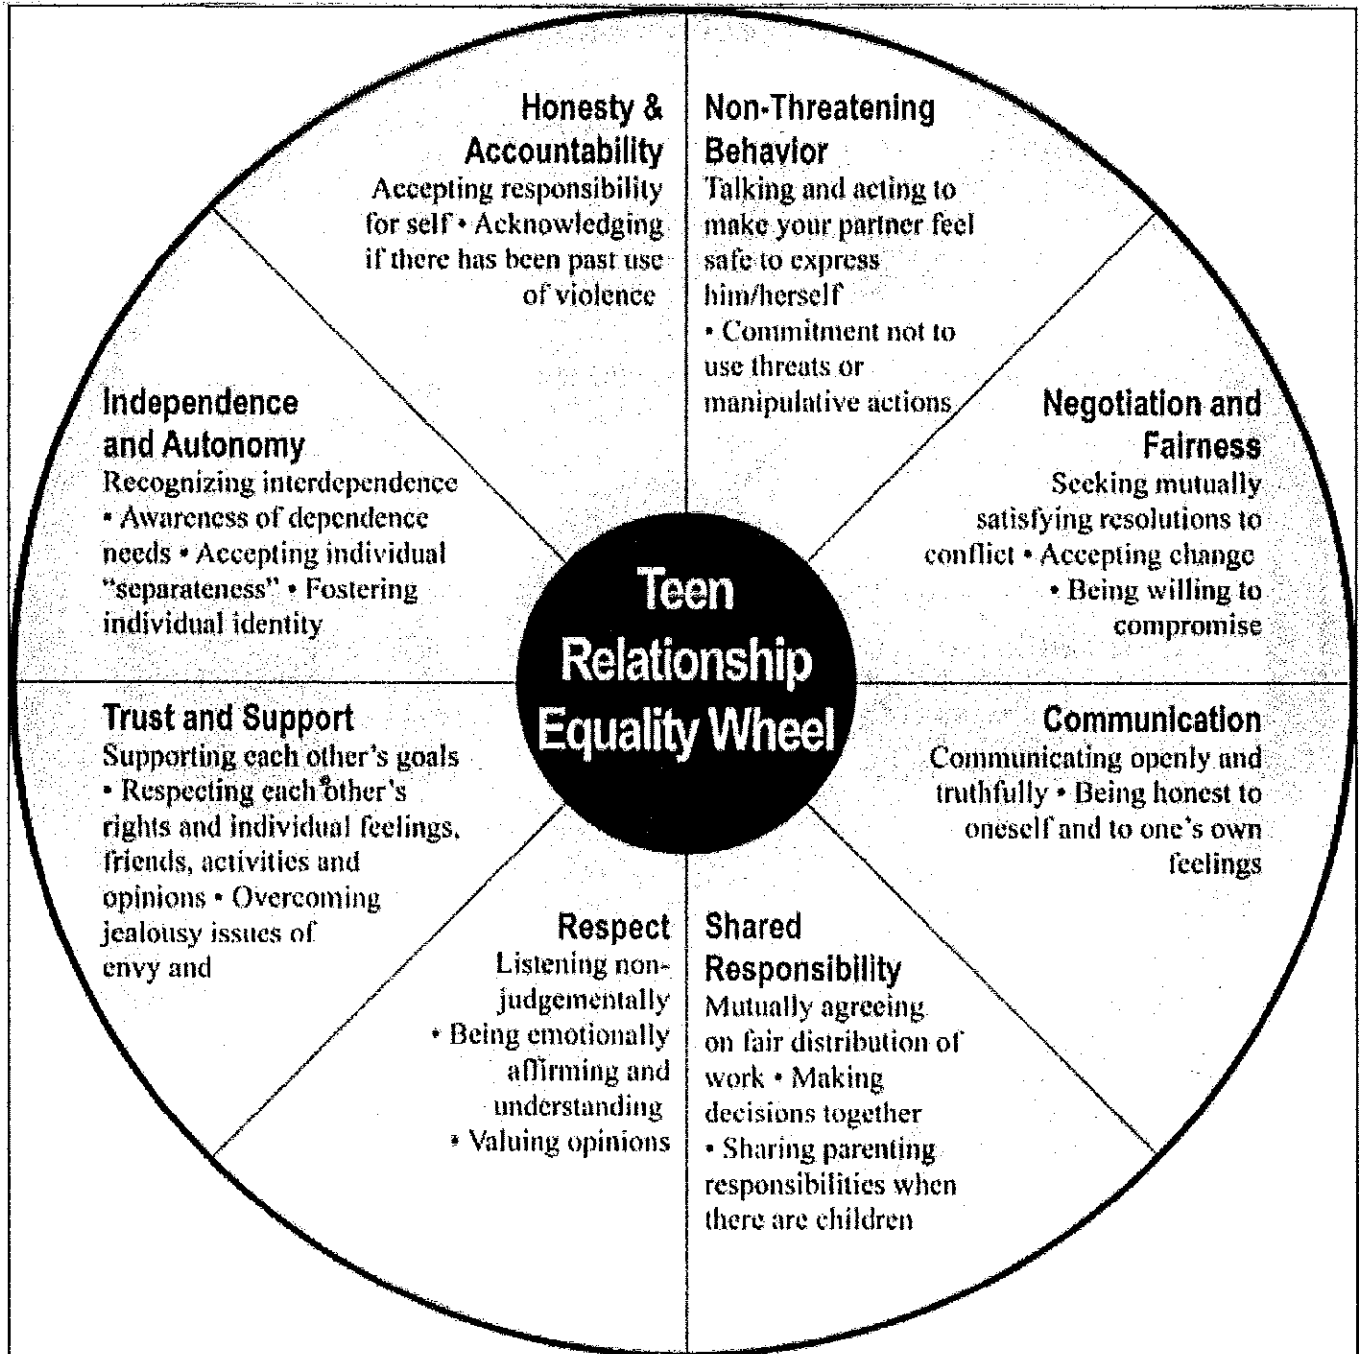 Honesty &
Accountability
Accepting responsibility
for self • Acknowledging
if there has been past use
of violence
Non-Threatening
Behavior
Talking and acting to
make your partner feel
safe to express
him/herself
• Commitment not to
use threats or
manipulative actions
Negotiation and
Fairness
Seeking mutually
satisfying resolutions to
conflict • Accepting change
• Being willing to
compromise
Communication
Communicating openly and
truthfully • Being honest to
oneself and to one's own
feelings
Shared
Responsibility
Mutually agreeing
on fair distribution of
work • Making
decisions together
• Sharing parenting
responsibilities when
there are children
Respect
Listening non-
judgementally
• Being emotionally
affirming and
understanding
• Valuing opinions
Trust and Support
Supporting each other's goals
• Respecting each other's
rights and individual feelings,
friends, activities and
opinions • Overcoming
jealousy issues of
envy and
Independence
and Autonomy
Recognizing interdependence
• Awareness of dependence
needs • Accepting individual
"separateness" • Fostering
individual identity
Teen
Relationship
Equality Wheel